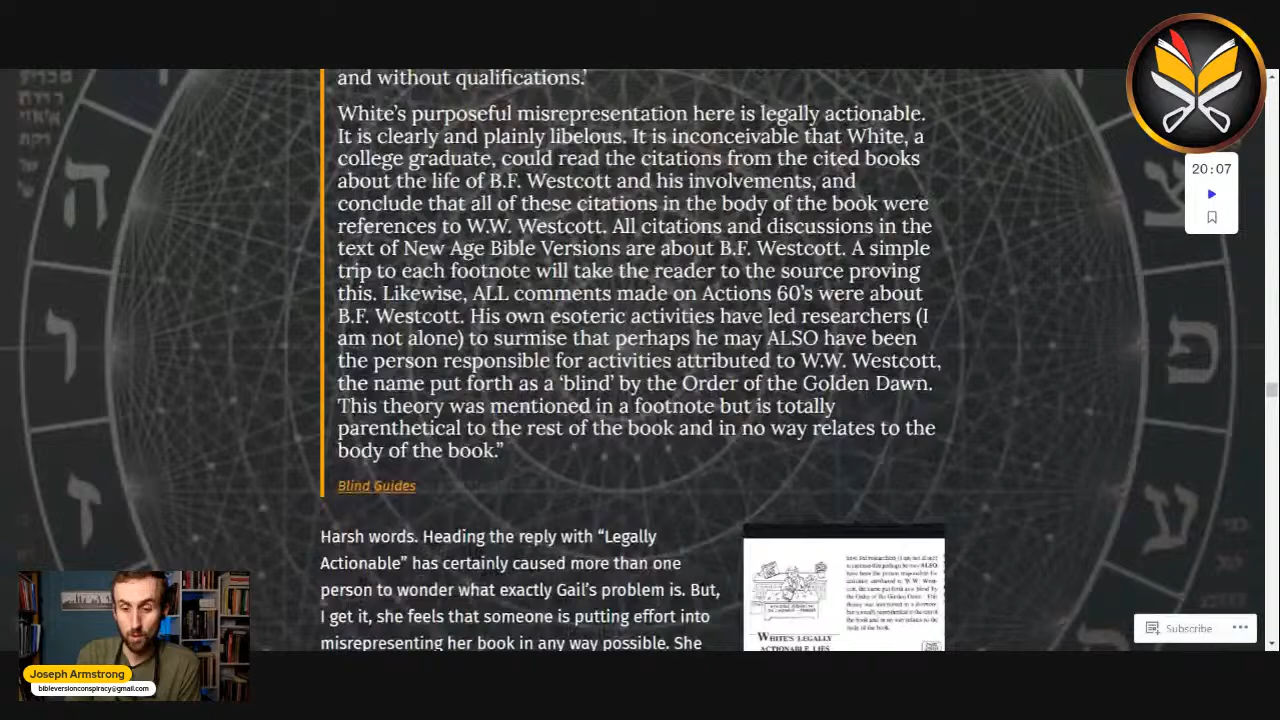 and without qualifications.'
White's purposeful misrepresentation here is legally actionable.
It is clearly and plainly libelous. It is inconceivable that White, a
college graduate, could read the citations from the cited books
about the life of B.F. Westcott and his involvements, and
conclude that all of these citations in the body of the book were
references to W.W. Westcott. All citations and discussions in the
text of New Age Bible Versions are about B.F. Westcott. A simple
trip to each footnote will take the reader to the source proving
this. Likewise, ALL comments made on Actions 60's were about
B.F. Westcott. His own esoteric activities have led researchers (I
am not alone) to surmise that perhaps he may ALSO have been
the person responsible for activities attributed to W.W. Westcott,
the name put forth as a 'blind' by the Order of the Golden Dawn.
This theory was mentioned in a footnote but is totally
parenthetical to the rest of the book and in no way relates to the
body of the book."
Blind Guides
Harsh words. Heading the reply with "Legally
Actionable" has certainly caused more than one
person to wonder what exactly Gail's problem is. But,
I get it, she feels that someone is putting effort into
misrepresenting her book in any way possible. She
WHITE'S LEGALLY
ACTIONABLE LIES
20:07
Subscribe
Joseph Armstrong
bibleversionconspiracy@gmail.com
ה
ר
ז
צ
פ
ע